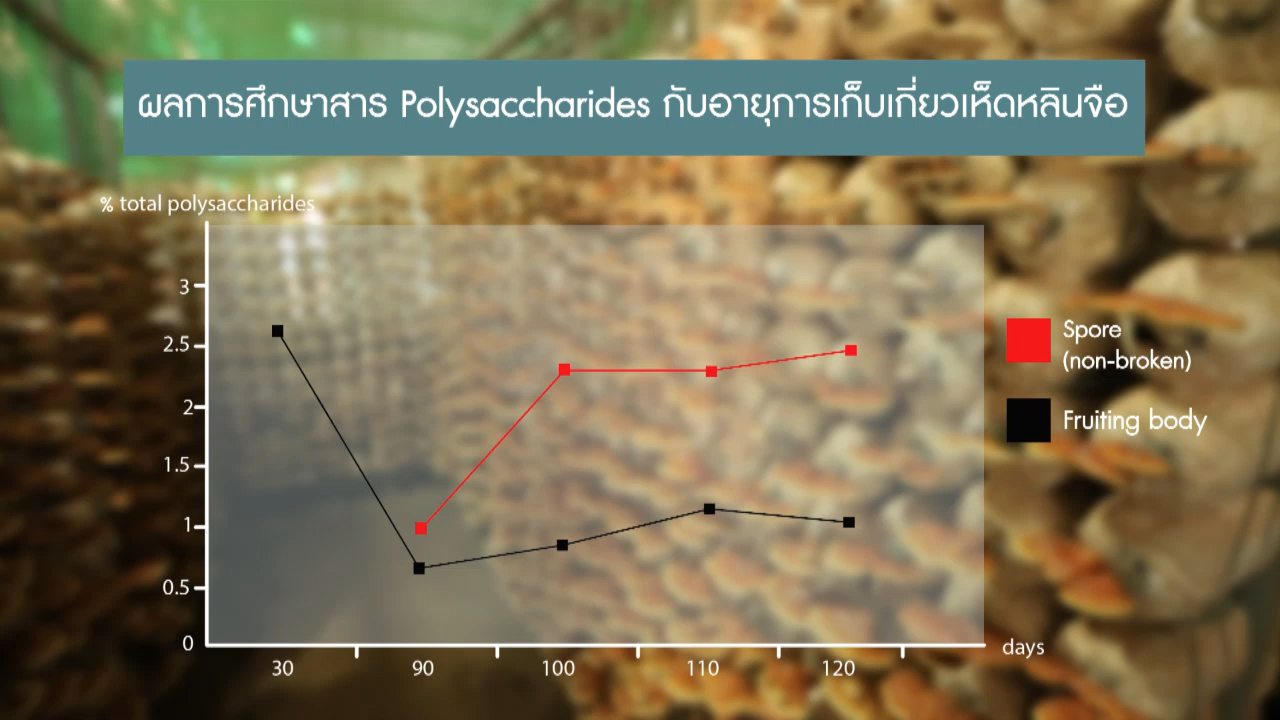 ผลการศึกษาสาร Polysaccharides กับอายุการเก็บเกี่ยวเห็ดหลินจือ
% total polysaccharides
3
2.5
2
1.5
1
0.5
0
30 90 100 110 120
days
Spore
(non-broken)
Fruiting body